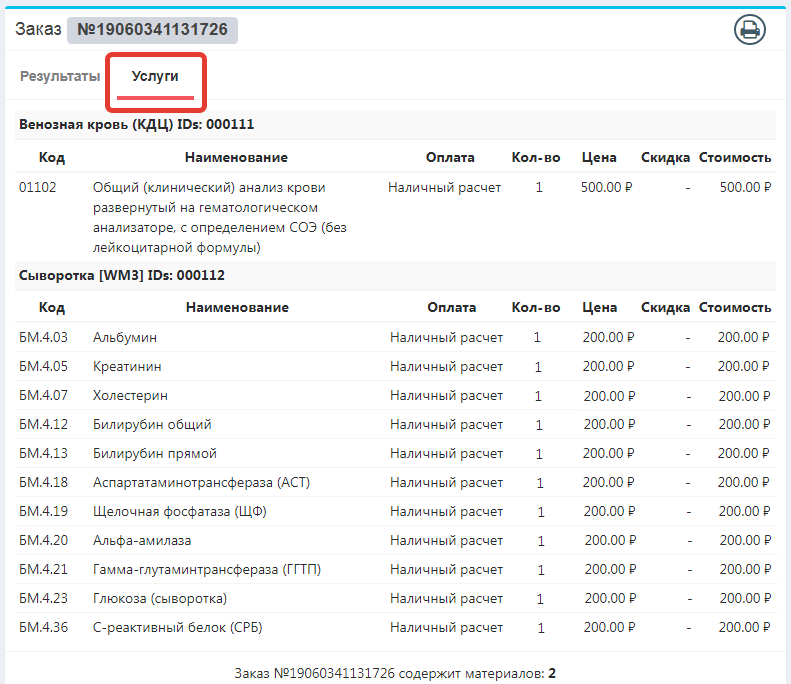 Заказ №19060341131726
Результаты Услуги
Венозная кровь (КДЦ) IDs: 000111
Код Наименование Оплата Кол-во Цена Скидка Стоимость
01102 Общий (клинический) анализ крови Наличный расчет 1 500.00 ₽ - 500.00 ₽
развернутый на гематологическом
анализаторе, с определением СОЭ (без
лейкоцитарной формулы)
Сыворотка [WM3] IDs: 000112
Код Наименование Оплата Кол-во Цена Скидка Стоимость
БМ.4.03 Альбумин Наличный расчет 1 200.00 ₽ - 200.00 ₽
БМ.4.05 Креатинин Наличный расчет 1 200.00 ₽ - 200.00 ₽
БМ.4.07 Холестерин Наличный расчет 1 200.00 ₽ - 200.00 ₽
БМ.4.12 Билирубин общий Наличный расчет 1 200.00 ₽ - 200.00 ₽
БМ.4.13 Билирубин прямой Наличный расчет 1 200.00 ₽ - 200.00 ₽
БМ.4.18 Аспартатаминотрансфераза (АСТ) Наличный расчет 1 200.00 ₽ - 200.00 ₽
БМ.4.19 Щелочная фосфатаза (ЩФ) Наличный расчет 1 200.00 ₽ - 200.00 ₽
БМ.4.20 Альфа-амилаза Наличный расчет 1 200.00 ₽ - 200.00 ₽
БМ.4.21 Гамма-глутаминтрансфераза (ГГТП) Наличный расчет 1 200.00 ₽ - 200.00 ₽
БМ.4.23 Глюкоза (сыворотка) Наличный расчет 1 200.00 ₽ - 200.00 ₽
БМ.4.36 С-реактивный белок (СРБ) Наличный расчет 1 200.00 ₽ - 200.00 ₽
Заказ №19060341131726 содержит материалов: 2